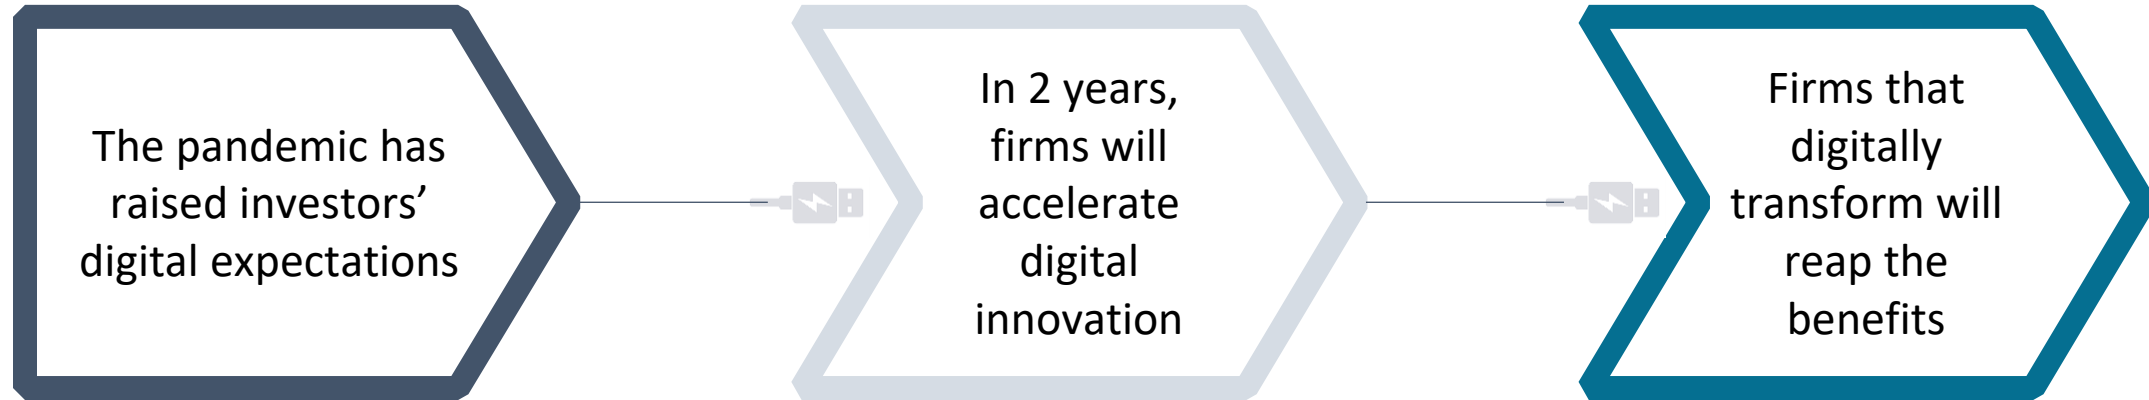 The pandemic has
raised investors’
digital expectations
In 2 years,
firms will
accelerate
digital
innovation
Firms that
digitally
transform will
reap the
benefits